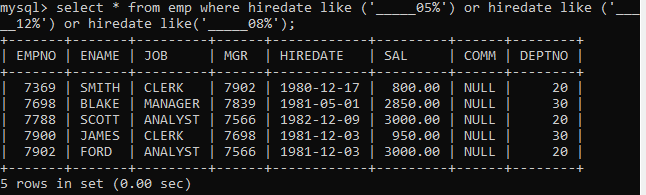 mysql> select * from emp where hiredate like ('_____05%') or hiredate like ('___
__12%') or hiredate like('_____08%');
+-------+-------+---------+------+------------+---------+------+--------+
| EMPNO | ENAME | JOB     | MGR  | HIREDATE   | SAL     | COMM | DEPTNO |
+-------+-------+---------+------+------------+---------+------+--------+
|  7369 | SMITH | CLERK   | 7902 | 1980-12-17 |  800.00 | NULL |     20 |
|  7698 | BLAKE | MANAGER | 7839 | 1981-05-01 | 2850.00 | NULL |     30 |
|  7788 | SCOTT | ANALYST | 7566 | 1982-12-09 | 3000.00 | NULL |     20 |
|  7900 | JAMES | CLERK   | 7698 | 1981-12-03 |  950.00 | NULL |     30 |
|  7902 | FORD  | ANALYST | 7566 | 1981-12-03 | 3000.00 | NULL |     20 |
+-------+-------+---------+------+------------+---------+------+--------+
5 rows in set (0.00 sec)